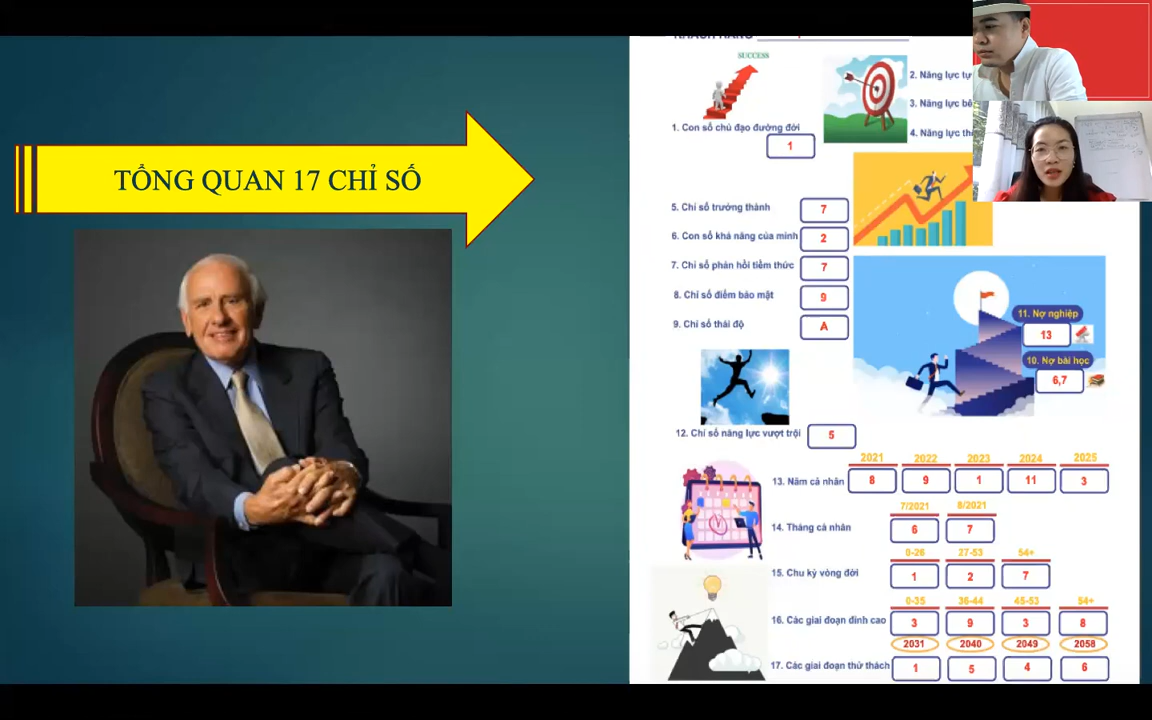 TỔNG QUAN 17 CHỈ SỐ
KHÁCH HÀNG
SUCCESS
1. Con số chủ đạo đường đời
1
2. Năng lực tự
3. Năng lực
4. Năng lực
5. Chỉ số trưởng thành
7
6. Con số khả năng của mình
2
7. Chỉ số phản hồi tiềm thức
7
8. Chỉ số điểm báo mật
9
9. Chỉ số thái độ
A
11. Nợ nghiệp
13
10. Nợ bài học
6,7
12. Chỉ số năng lực vượt trội
5
2021 2022 2023 2024 2025
13. Năm cá nhân 8 9 1 11 3
7/2021 8/2021
14. Tháng cá nhân 6 7
0-26 27-53 54+
15. Chu kỳ vòng đời 1 2 7
0-35 36-44 45-53 54+
16. Các giai đoạn đỉnh cao 3 9 3 8
2031 2040 2049 2058
17. Các giai đoạn thử thách 1 5 4 6